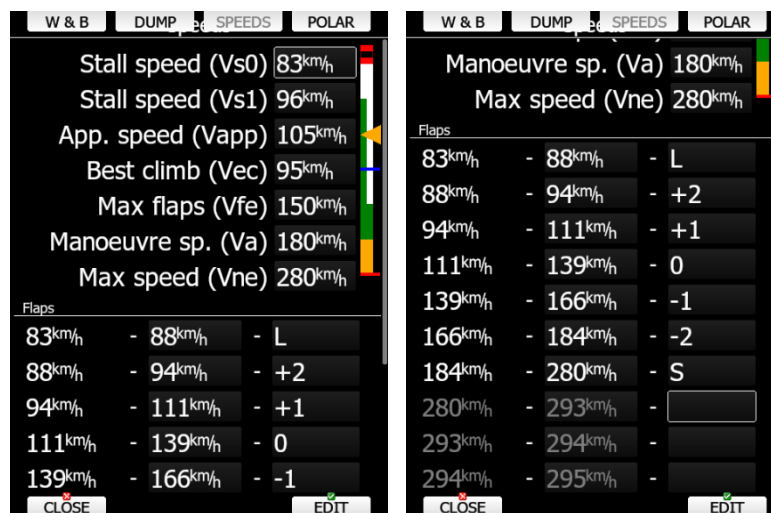 W & B DUMP SPEEDS POLAR
Speeds
Stall speed (Vs0) 83km/h
Stall speed (Vs1) 96km/h
App. speed (Vapp) 105km/h
Best climb (Vec) 95km/h
Max flaps (Vfe) 150km/h
Manoeuvre sp. (Va) 180km/h
Max speed (Vne) 280km/h
Flaps
83km/h - 88km/h - L
88km/h - 94km/h - +2
94km/h - 111km/h - +1
111km/h - 139km/h - 0
139km/h - 166km/h - -1
CLOSE EDIT
W & B DUMP SPEEDS POLAR
Manoeuvre sp. (Va) 180km/h
Max speed (Vne) 280km/h
Flaps
83km/h - 88km/h - L
88km/h - 94km/h - +2
94km/h - 111km/h - +1
111km/h - 139km/h - 0
139km/h - 166km/h - -1
166km/h - 184km/h - -2
184km/h - 280km/h - S
280km/h - 293km/h -
293km/h - 294km/h -
294km/h - 295km/h -
CLOSE EDIT